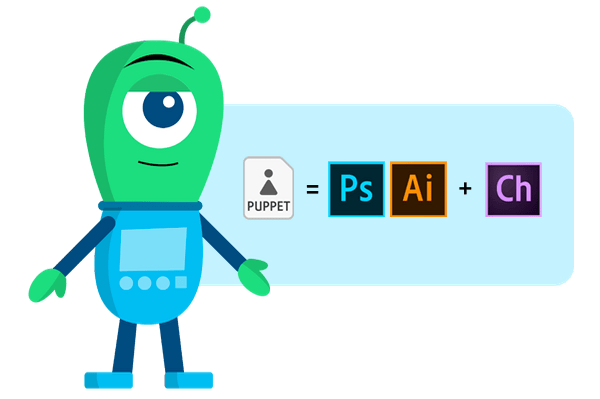 PUPPET = Ps Ai + Ch